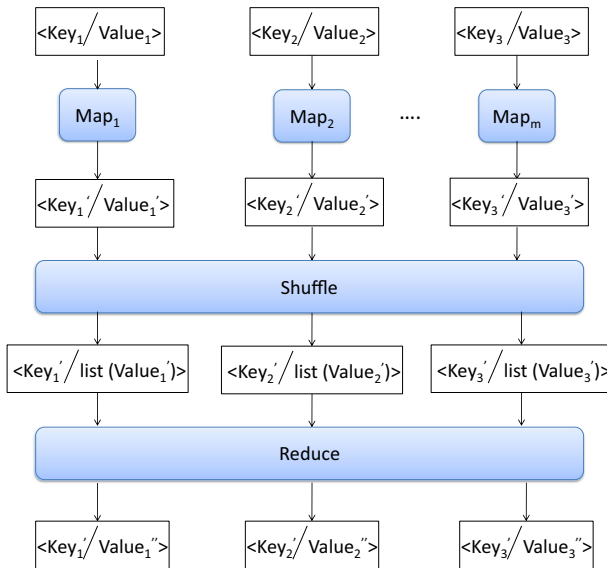 <Key₁/Value₁> <Key₂/Value₂> <Key₃/Value₃>
Map₁ Map₂ .... Mapₘ
<Key₁'/Value₁'> <Key₂'/Value₂'> <Key₃'/Value₃'>
Shuffle
<Key₁'/list (Value₁')> <Key₂'/list (Value₂')> <Key₃'/list (Value₃')>
Reduce
<Key₁'/Value₁''> <Key₂'/Value₂''> <Key₃'/Value₃''>